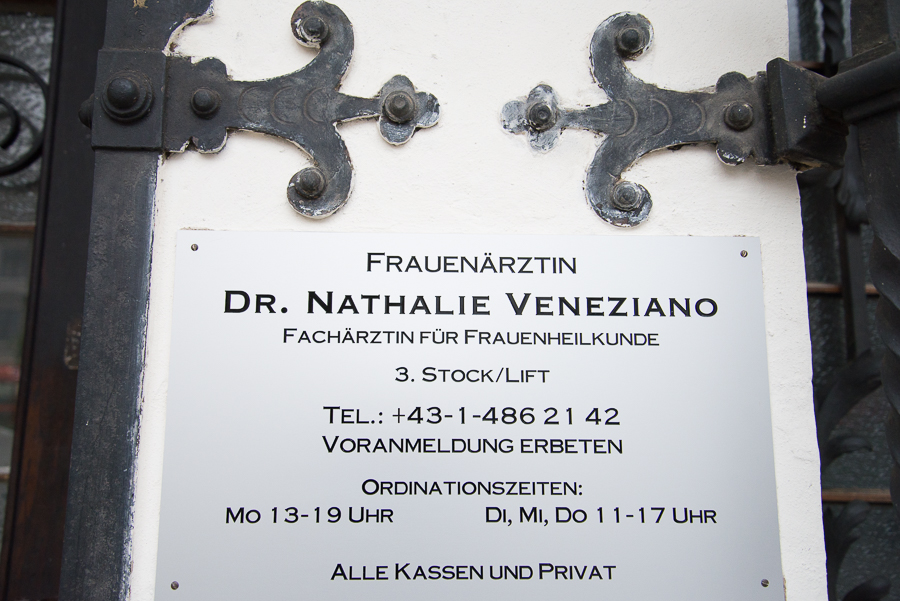 FRAUENÄRZTIN
DR. NATHALIE VENEZIANO
FACHÄRZTIN FÜR FRAUENHEILKUNDE
3. STOCK/LIFT
TEL.: +43-1-486 21 42
VORANMELDUNG ERBETEN
ORDINATIONSZEITEN:
MO 13-19 UHR DI, MI, DO 11-17 UHR
ALLE KASSEN UND PRIVAT